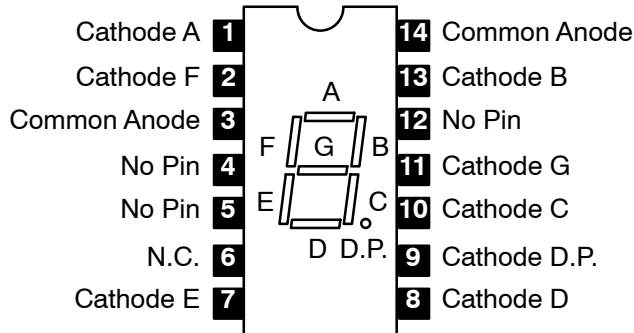 Cathode A 1 14 Common Anode
Cathode F 2 13 Cathode B
A
Common Anode 3 12 No Pin
F G B
No Pin 4 11 Cathode G
No Pin 5 E C 10 Cathode C
D D.P.
N.C. 6 9 Cathode D.P.
Cathode E 7 8 Cathode D